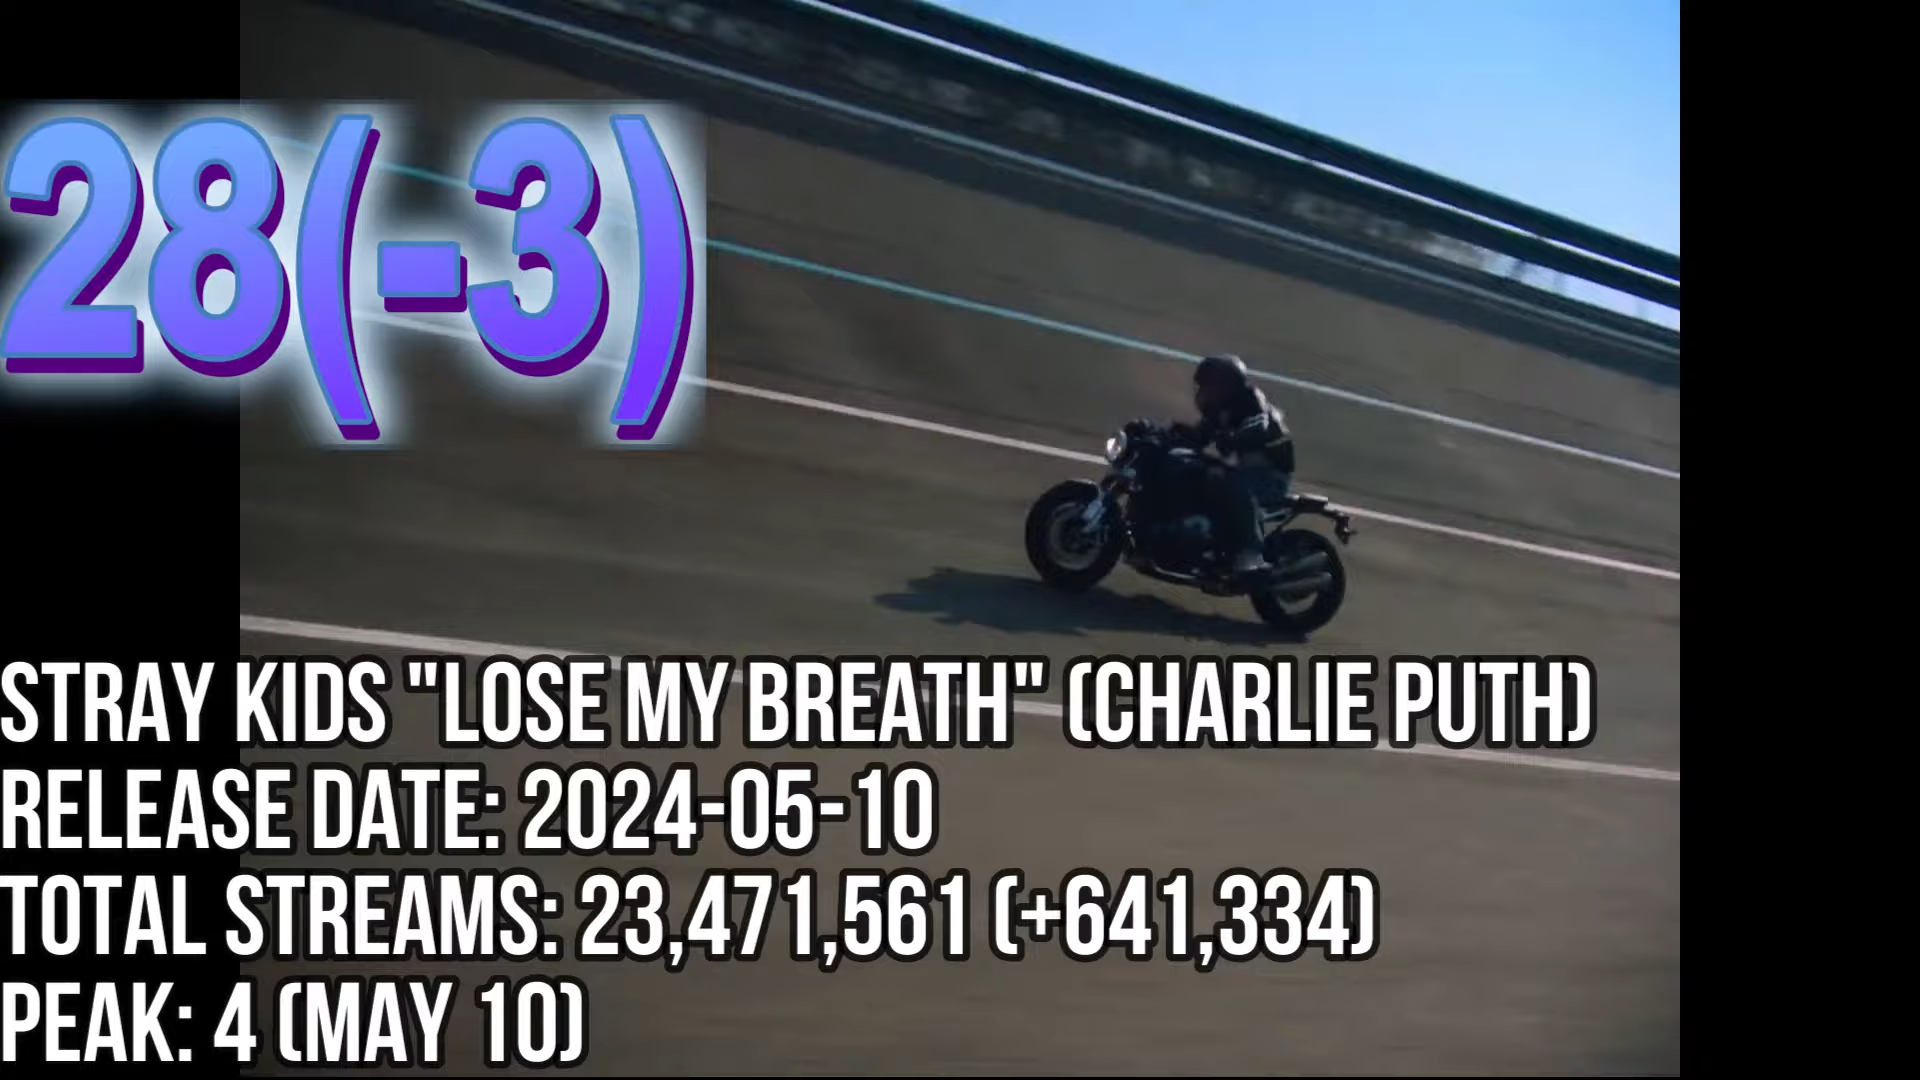 28(-3)
STRAY KIDS "LOSE MY BREATH" (CHARLIE PUTH)
RELEASE DATE: 2024-05-10
TOTAL STREAMS: 23,471,561 (+641,334)
PEAK: 4 (MAY 10)